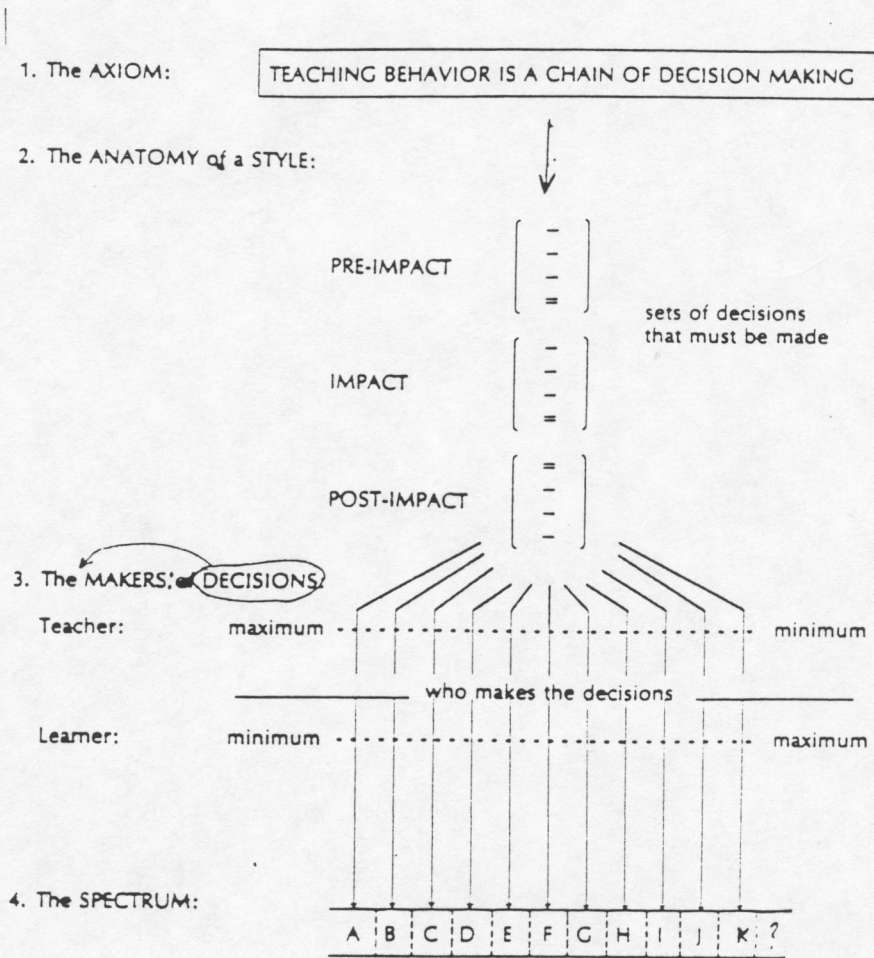 1. The AXIOM:
TEACHING BEHAVIOR IS A CHAIN OF DECISION MAKING
2. The ANATOMY of a STYLE:
PRE-IMPACT
sets of decisions
that must be made
IMPACT
POST-IMPACT
3. The MAKERS: DECISIONS
Teacher: maximum minimum
who makes the decisions
Learner: minimum maximum
4. The SPECTRUM:
A B C D E F G H I J K ?